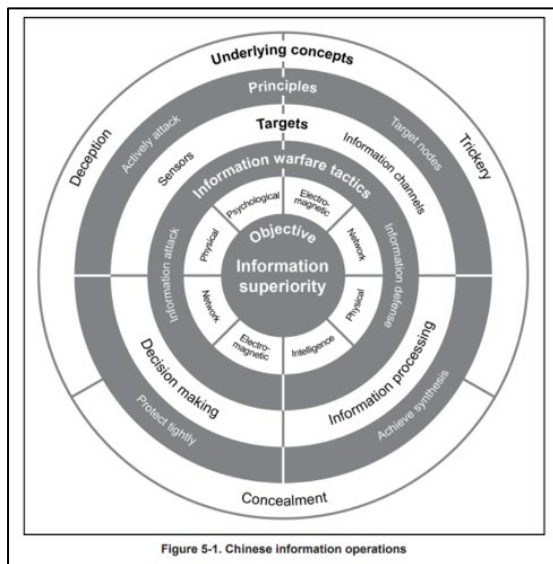 Underlying concepts
Principles
Targets
Information warfare tactics
Objective
Information
superiority
Deception
Trickery
Concealment
Actively attack
Target nodes
Protect tightly
Achieve synthesis
Sensors
Information channels
Decision making
Information processing
Information attack
Information defense
Psychological
Physical
Network
Electro-
magnetic
Electro-
magnetic
Network
Physical
Intelligence
Figure 5-1. Chinese information operations